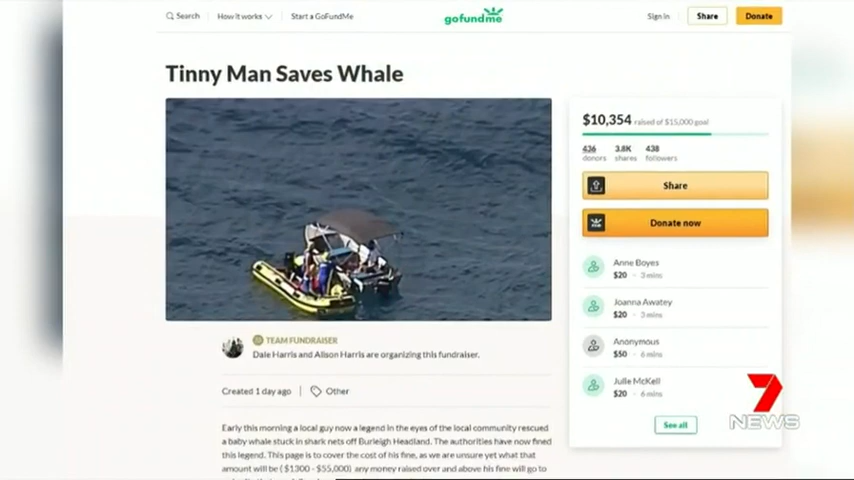 Search
How it works
Start a GoFundMe
gofundme
Sign in
Share
Donate
Tinny Man Saves Whale
$10,354 raised of $15,000 goal
436 3.8K 438
donors shares followers
Share
Donate now
Anne Boyes
$20 · 3 mins
Joanna Awatey
$20 · 3 mins
Anonymous
$50 · 6 mins
Julie McKell
$20 · 6 mins
See all
TEAM FUNDRAISER
Dale Harris and Alison Harris are organizing this fundraiser.
Created 1 day ago | Other
Early this morning a local guy now a legend in the eyes of the local community rescued
a baby whale stuck in shark nets off Burleigh Headland. The authorities have now fined
this legend. This page is to cover the cost of his fine, as we are unsure yet what that
amount will be ( $1300 - $55,000) any money raised over and above his fine will go to
7 NEWS